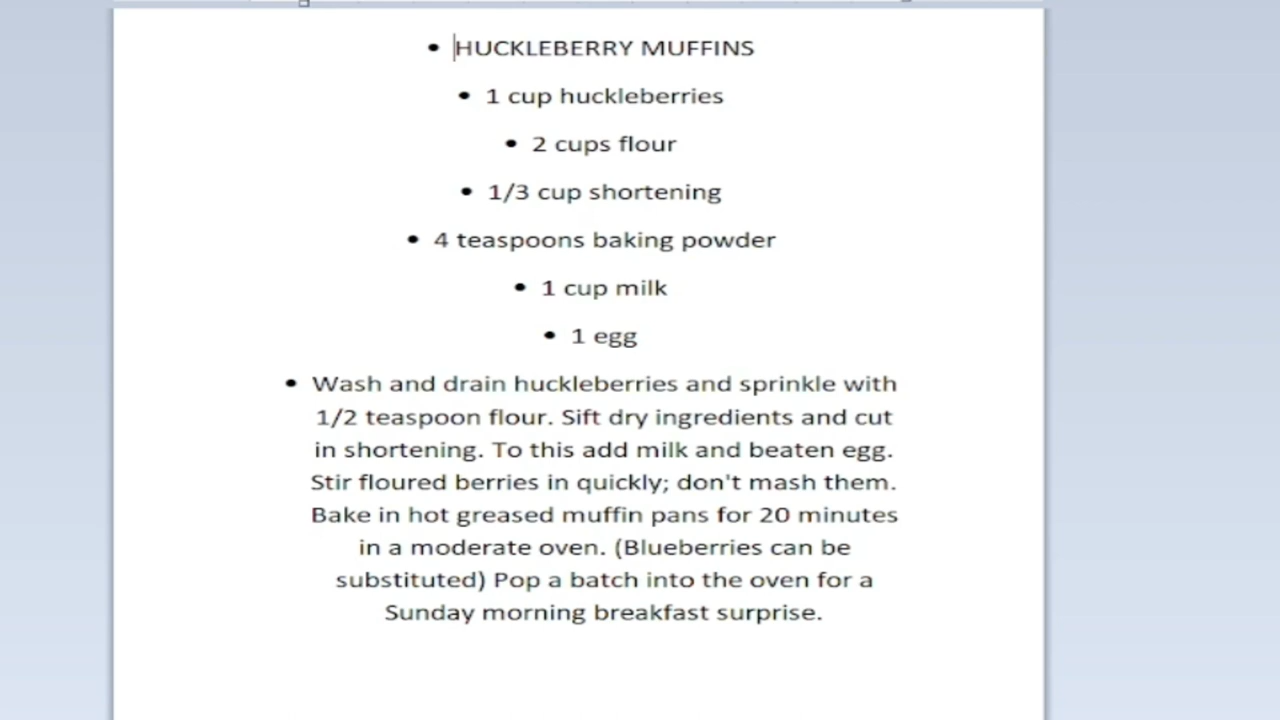 • HUCKLEBERRY MUFFINS
• 1 cup huckleberries
• 2 cups flour
• 1/3 cup shortening
• 4 teaspoons baking powder
• 1 cup milk
• 1 egg
• Wash and drain huckleberries and sprinkle with
1/2 teaspoon flour. Sift dry ingredients and cut
in shortening. To this add milk and beaten egg.
Stir floured berries in quickly; don't mash them.
Bake in hot greased muffin pans for 20 minutes
in a moderate oven. (Blueberries can be
substituted) Pop a batch into the oven for a
Sunday morning breakfast surprise.